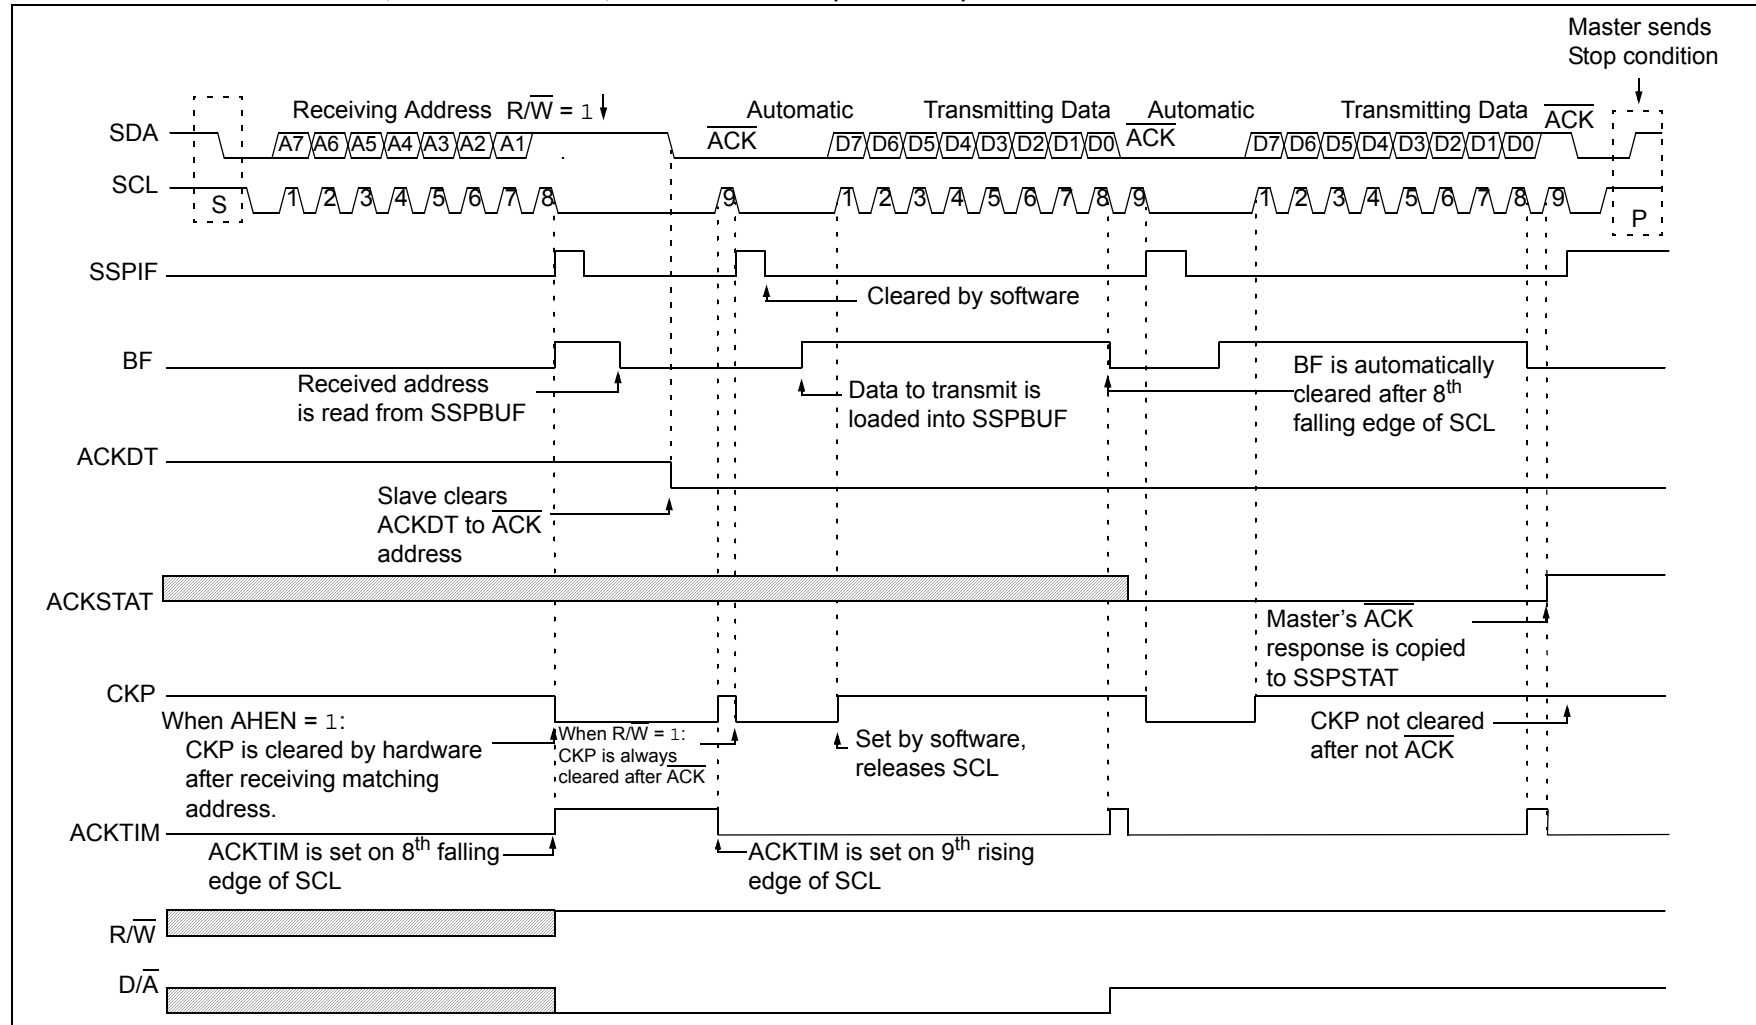 Master sends
Stop condition
Receiving Address R/W̅ = 1
Automatic
Transmitting Data
Automatic
Transmitting Data
A̅C̅K̅
SDA
A7 A6 A5 A4 A3 A2 A1
A̅C̅K̅
D7 D6 D5 D4 D3 D2 D1 D0
A̅C̅K̅
D7 D6 D5 D4 D3 D2 D1 D0
SCL
S
1 2 3 4 5 6 7 8
9
1 2 3 4 5 6 7 8 9
1 2 3 4 5 6 7 8 9
P
SSPIF
Cleared by software
BF
Received address
is read from SSPBUF
Data to transmit is
loaded into SSPBUF
BF is automatically
cleared after 8th
falling edge of SCL
ACKDT
Slave clears
ACKDT to A̅C̅K̅
address
ACKSTAT
Master's A̅C̅K̅
response is copied
to SSPSTAT
CKP
When AHEN = 1:
CKP is cleared by hardware
after receiving matching
address.
When R/W̅ = 1:
CKP is always
cleared after A̅C̅K̅
Set by software,
releases SCL
CKP not cleared
after not A̅C̅K̅
ACKTIM
ACKTIM is set on 8th falling
edge of SCL
ACKTIM is set on 9th rising
edge of SCL
R/W̅
D/A̅